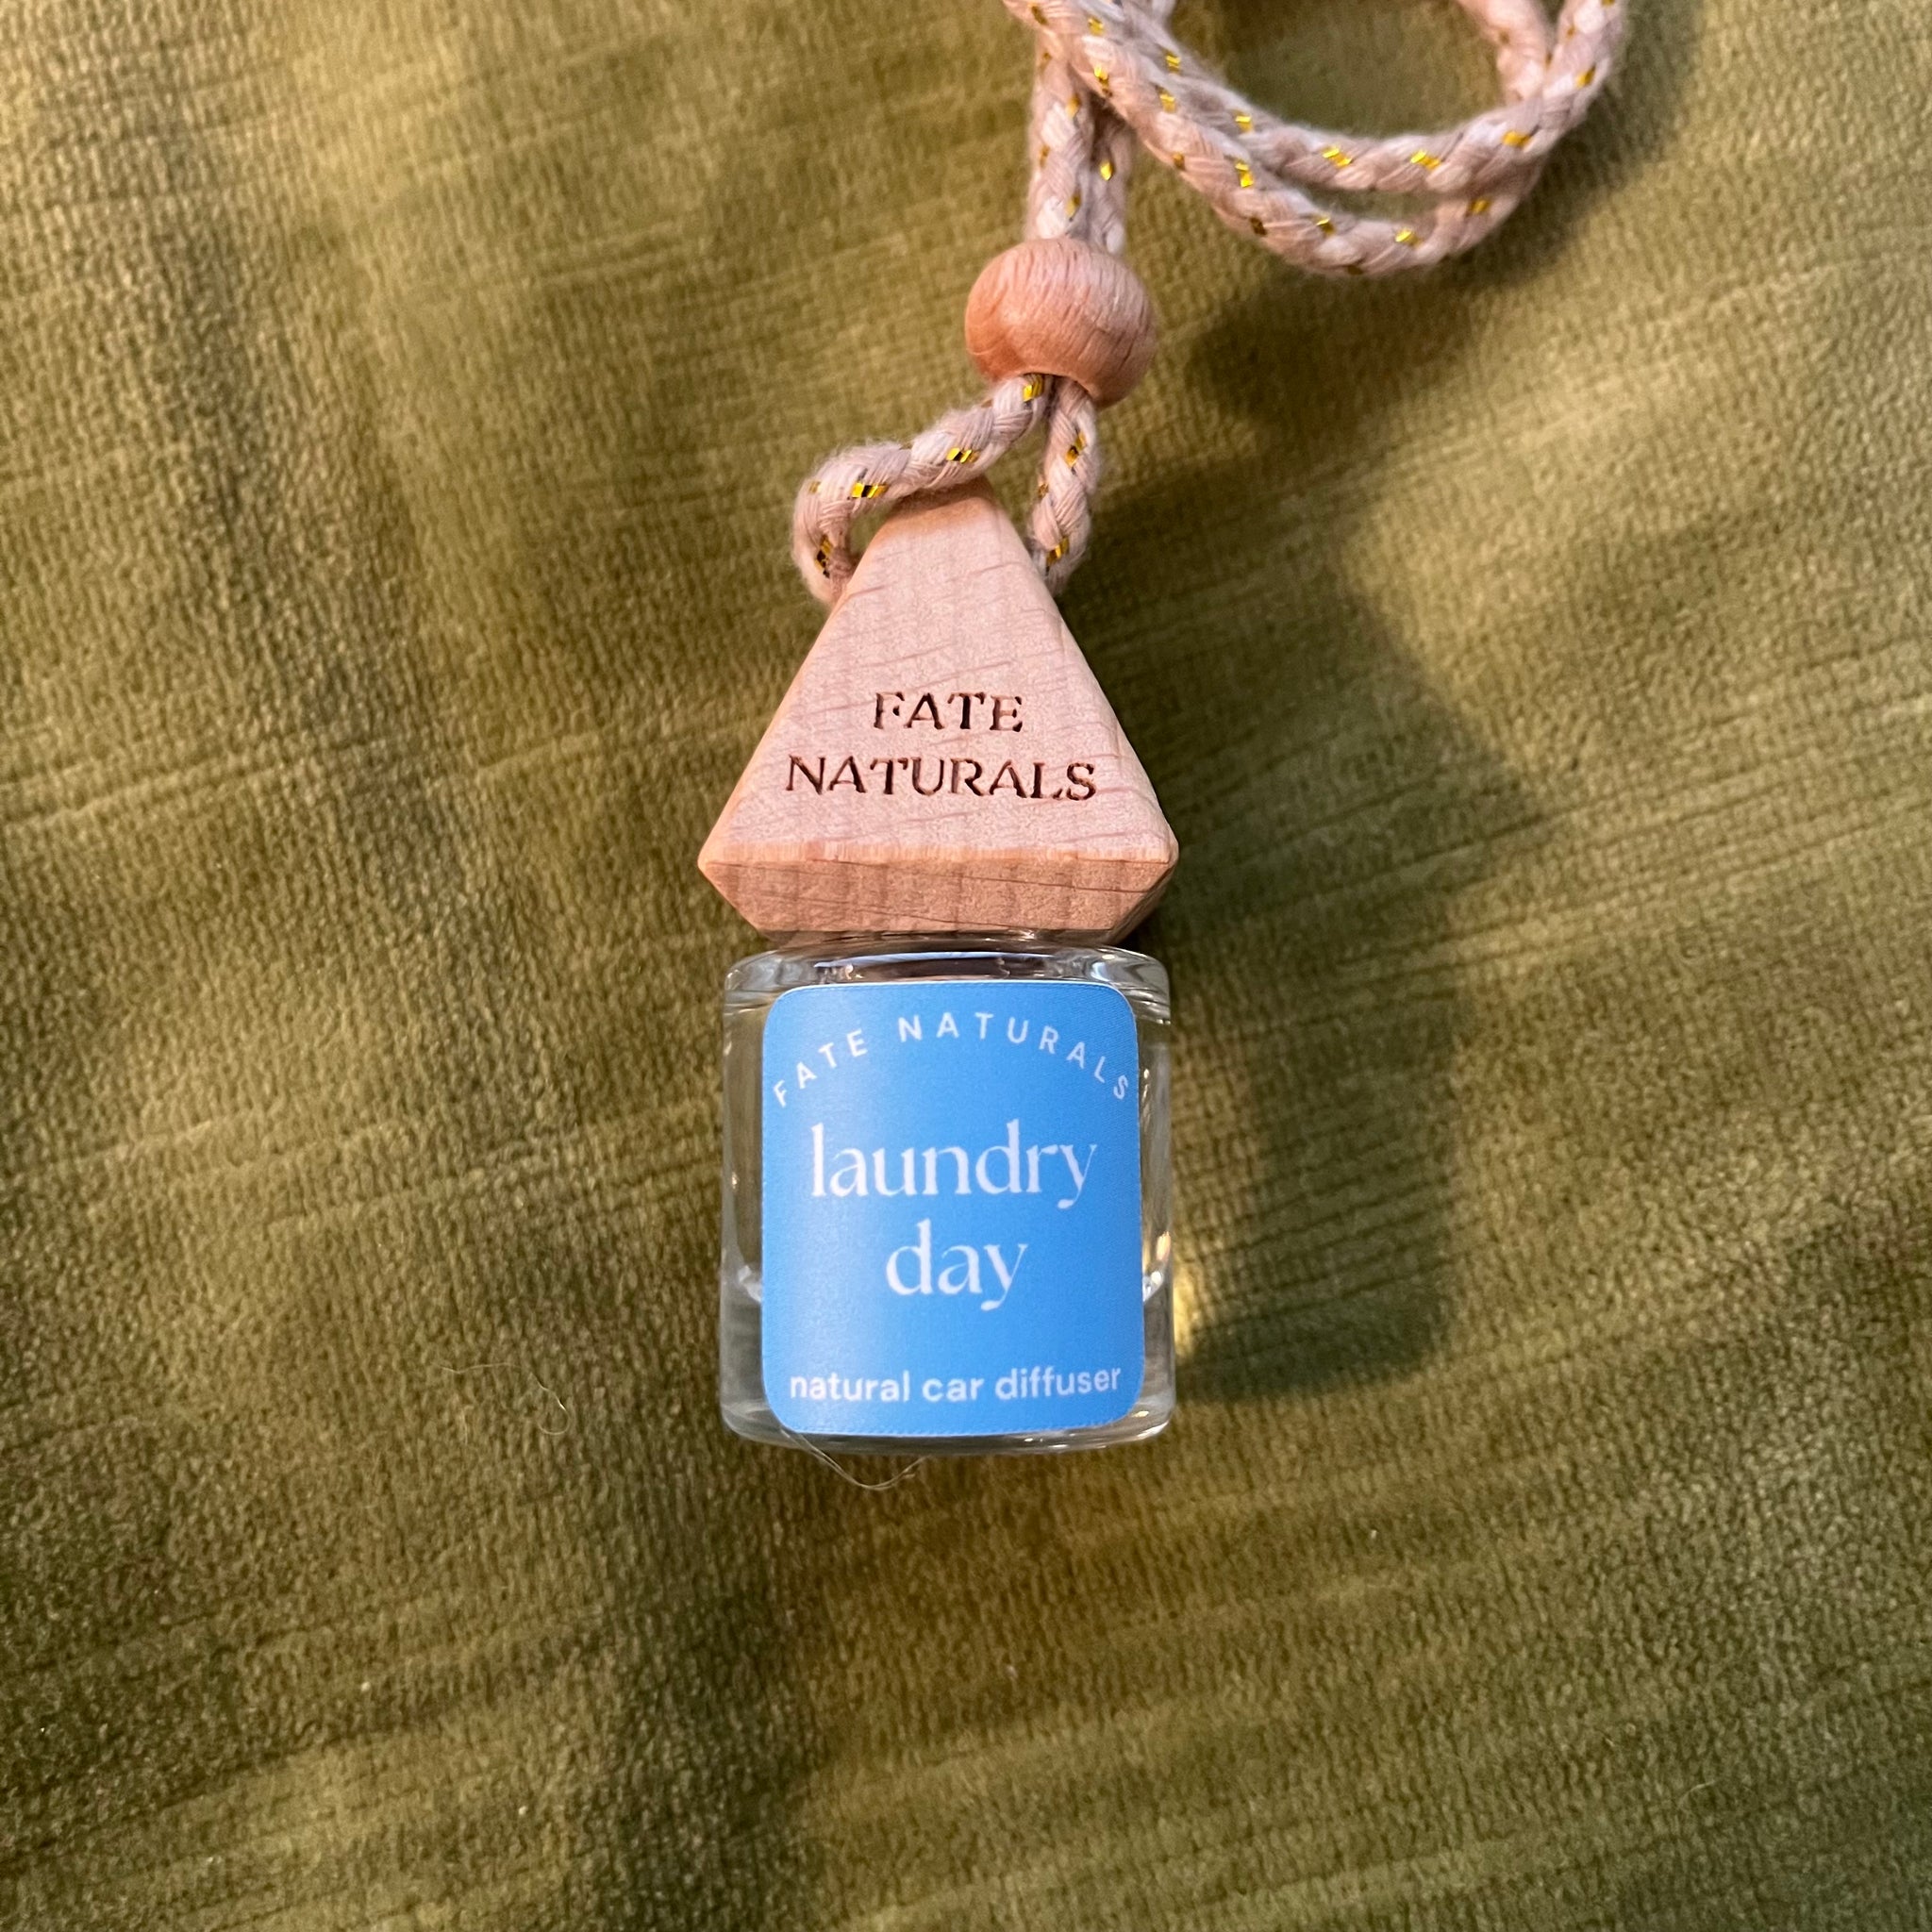 FATE
NATURALS
FATE NATURALS
laundry
day
natural car diffuser